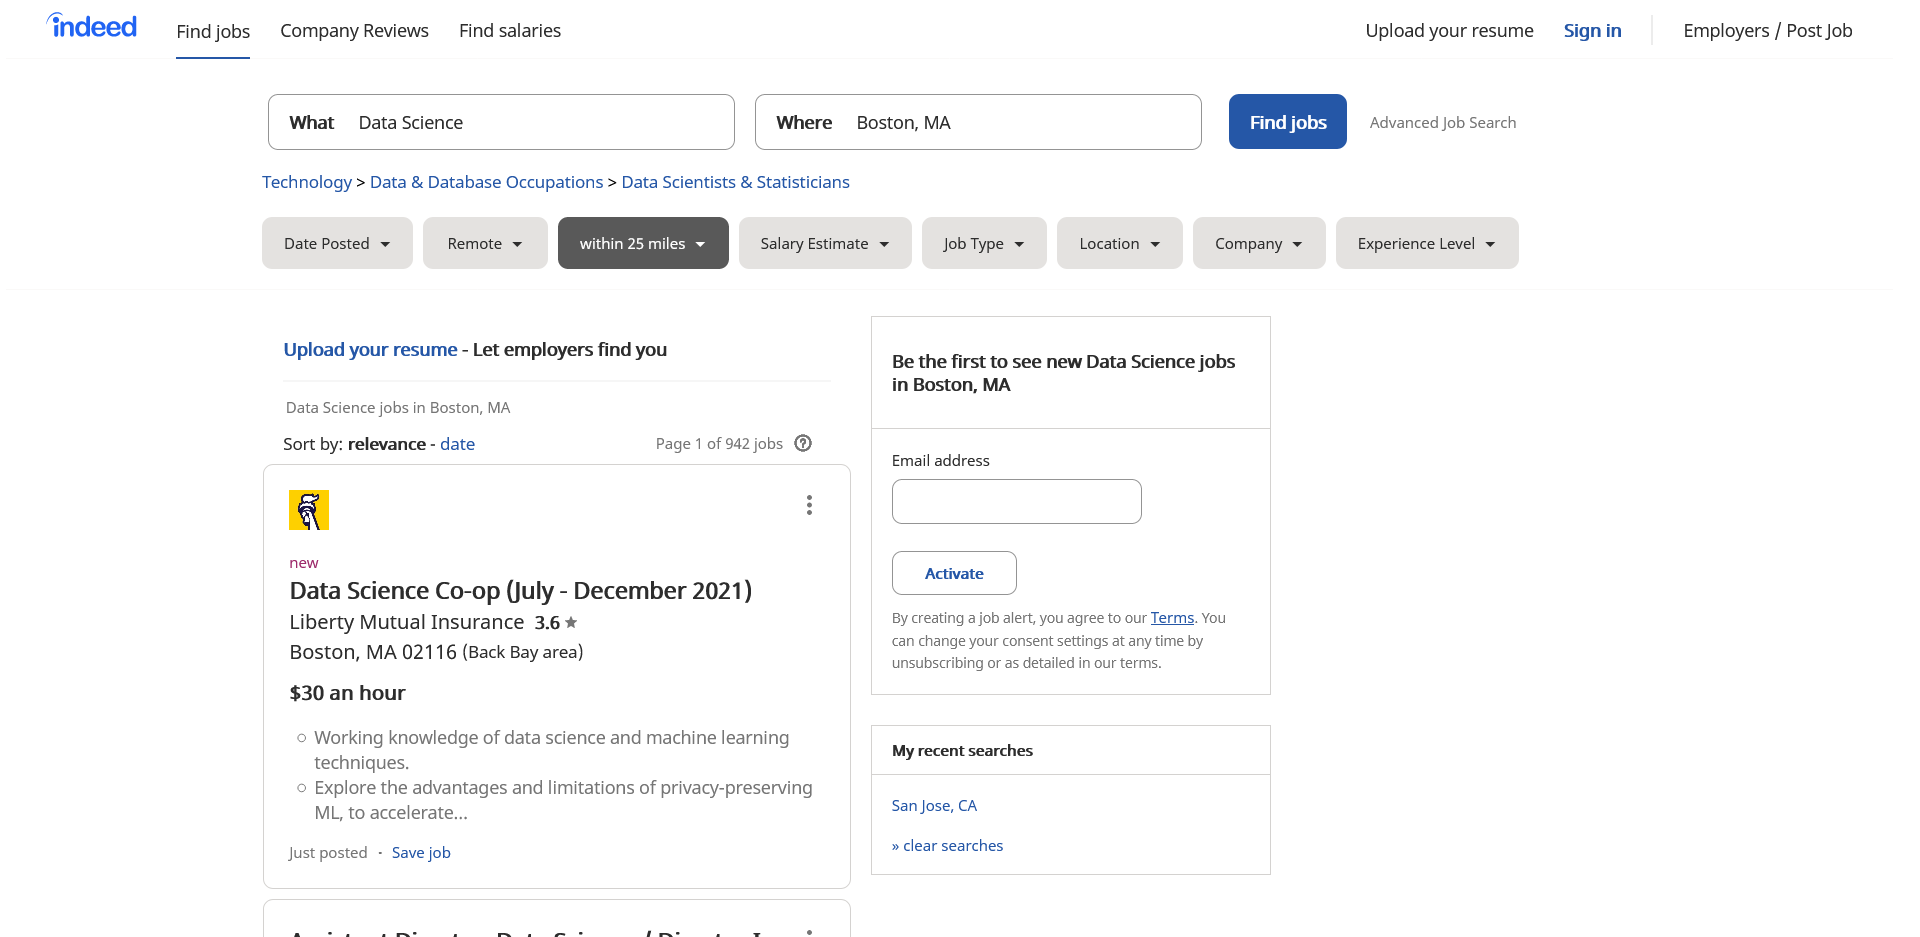 indeed
Find jobs
Company Reviews
Find salaries
Upload your resume
Sign in
Employers / Post Job
What Data Science
Where Boston, MA
Find jobs
Advanced Job Search
Technology > Data & Database Occupations > Data Scientists & Statisticians
Date Posted
Remote
within 25 miles
Salary Estimate
Job Type
Location
Company
Experience Level
Upload your resume - Let employers find you
Data Science jobs in Boston, MA
Sort by: relevance - date
Page 1 of 942 jobs
new
Data Science Co-op (July - December 2021)
Liberty Mutual Insurance 3.6
Boston, MA 02116 (Back Bay area)
$30 an hour
Working knowledge of data science and machine learning
techniques.
Explore the advantages and limitations of privacy-preserving
ML, to accelerate...
Just posted · Save job
Be the first to see new Data Science jobs
in Boston, MA
Email address
Activate
By creating a job alert, you agree to our Terms. You
can change your consent settings at any time by
unsubscribing or as detailed in our terms.
My recent searches
San Jose, CA
» clear searches